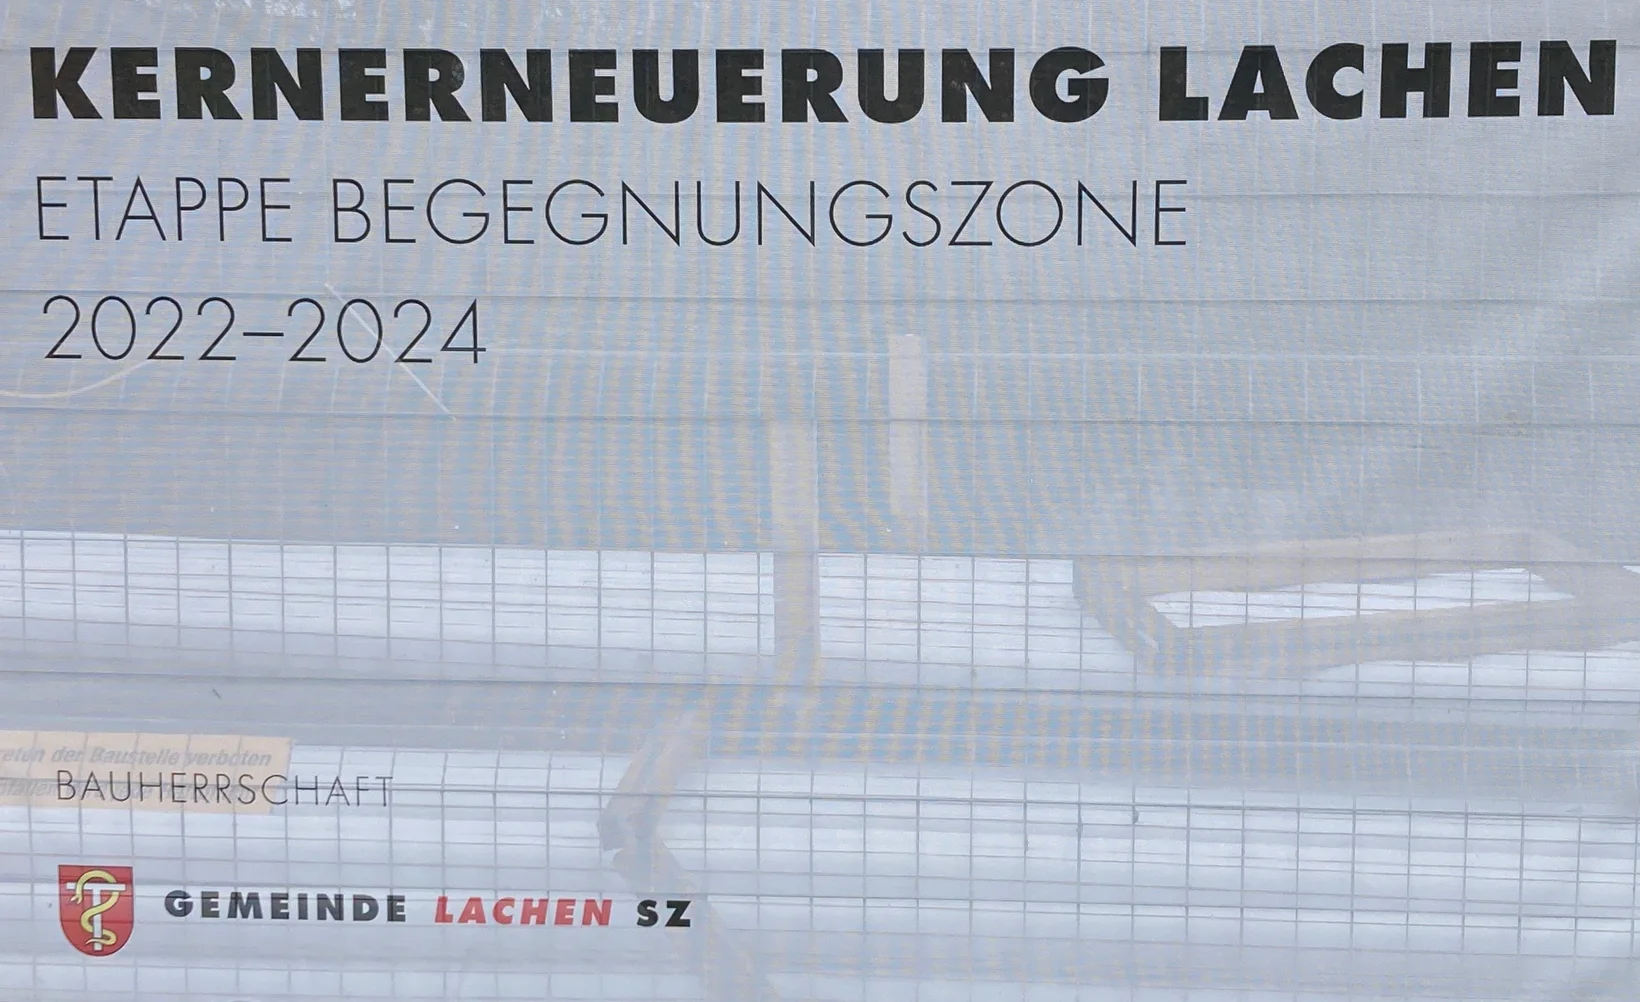 KERNERNEUERUNG LACHEN
ETAPPE BEGEGNUNGSZONE
2022–2024
der Baustelle verboten
BAUHERRSCHAFT
GEMEINDE LACHEN SZ